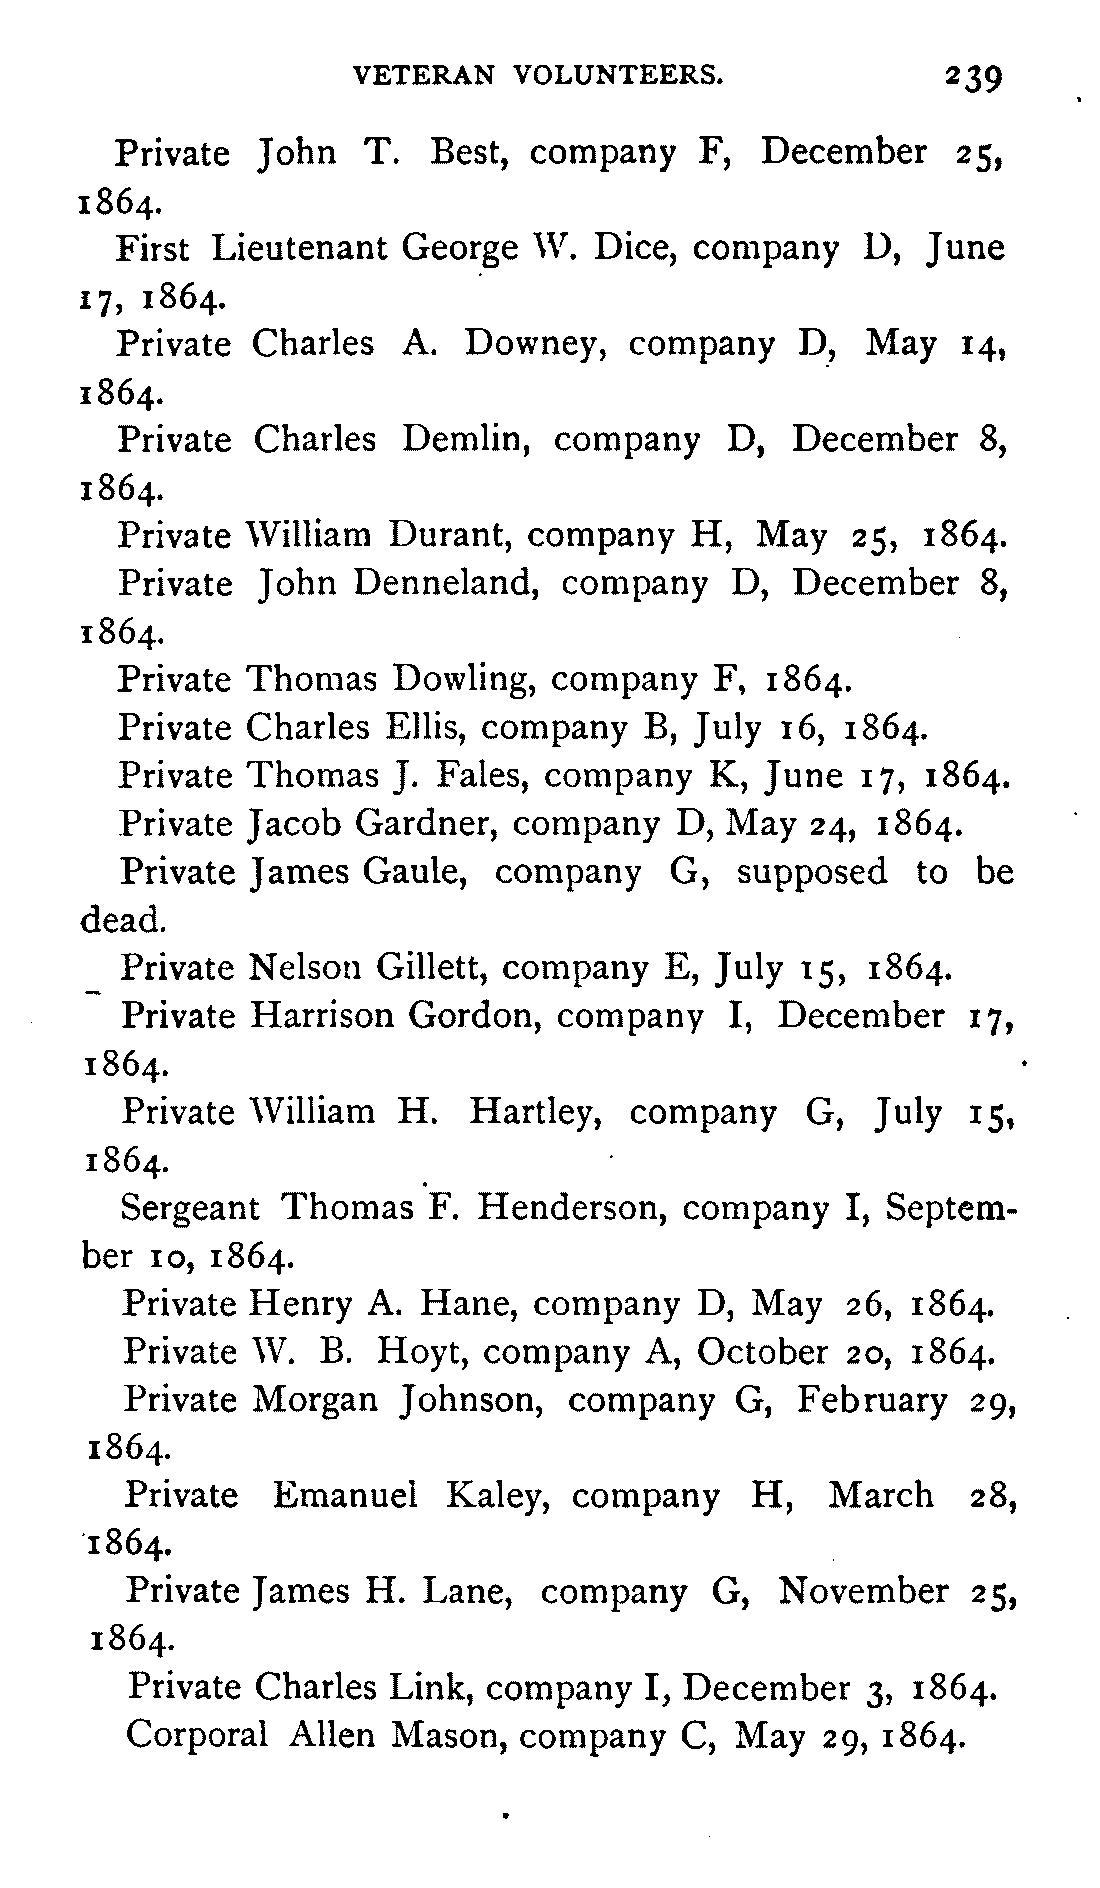 VETERAN VOLUNTEERS. 239
Private John T. Best, company F, December 25,
1864.
First Lieutenant George W. Dice, company D, June
17, 1864.
Private Charles A. Downey, company D, May 14,
1864.
Private Charles Demlin, company D, December 8,
1864.
Private William Durant, company H, May 25, 1864.
Private John Denneland, company D, December 8,
1864.
Private Thomas Dowling, company F, 1864.
Private Charles Ellis, company B, July 16, 1864.
Private Thomas J. Fales, company K, June 17, 1864.
Private Jacob Gardner, company D, May 24, 1864.
Private James Gaule, company G, supposed to be
dead.
Private Nelson Gillett, company E, July 15, 1864.
Private Harrison Gordon, company I, December 17,
1864.
Private William H. Hartley, company G, July 15,
1864.
Sergeant Thomas F. Henderson, company I, Septem-
ber 10, 1864.
Private Henry A. Hane, company D, May 26, 1864.
Private W. B. Hoyt, company A, October 20, 1864.
Private Morgan Johnson, company G, February 29,
1864.
Private Emanuel Kaley, company H, March 28,
1864.
Private James H. Lane, company G, November 25,
1864.
Private Charles Link, company I, December 3, 1864.
Corporal Allen Mason, company C, May 29, 1864.